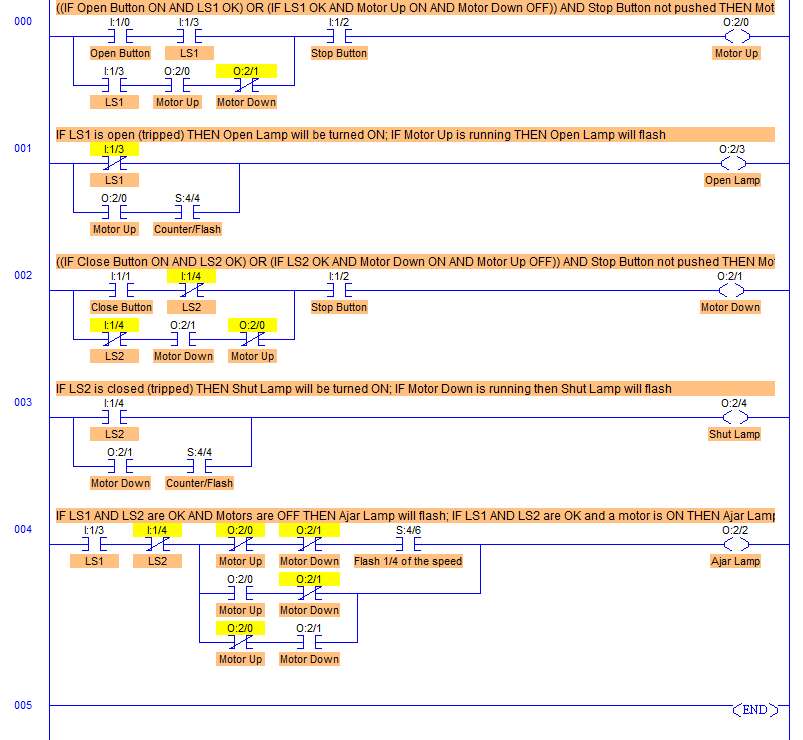 ((IF Open Button ON AND LS1 OK) OR (IF LS1 OK AND Motor Up ON AND Motor Down OFF)) AND Stop Button not pushed THEN Mot
000
I:1/0 I:1/3 I:1/2 O:2/0
Open Button LS1 Stop Button Motor Up
I:1/3 O:2/0 O:2/1
LS1 Motor Up Motor Down
IF LS1 is open (tripped) THEN Open Lamp will be turned ON; IF Motor Up is running THEN Open Lamp will flash
001
I:1/3 O:2/3
LS1 Open Lamp
O:2/0 S:4/4
Motor Up Counter/Flash
((IF Close Button ON AND LS2 OK) OR (IF LS2 OK AND Motor Down ON AND Motor Up OFF)) AND Stop Button not pushed THEN Mo
002
I:1/1 I:1/4 I:1/2 O:2/1
Close Button LS2 Stop Button Motor Down
I:1/4 O:2/1 O:2/0
LS2 Motor Down Motor Up
IF LS2 is closed (tripped) THEN Shut Lamp will be turned ON; IF Motor Down is running then Shut Lamp will flash
003
I:1/4 O:2/4
LS2 Shut Lamp
O:2/1 S:4/4
Motor Down Counter/Flash
IF LS1 AND LS2 are OK AND Motors are OFF THEN Ajar Lamp will flash; IF LS1 AND LS2 are OK and a motor is ON THEN Ajar Lamp
004
I:1/3 I:1/4 O:2/0 O:2/1 S:4/6 O:2/2
LS1 LS2 Motor Up Motor Down Flash 1/4 of the speed Ajar Lamp
O:2/0 O:2/1
Motor Up Motor Down
O:2/0 O:2/1
Motor Up Motor Down
005
END